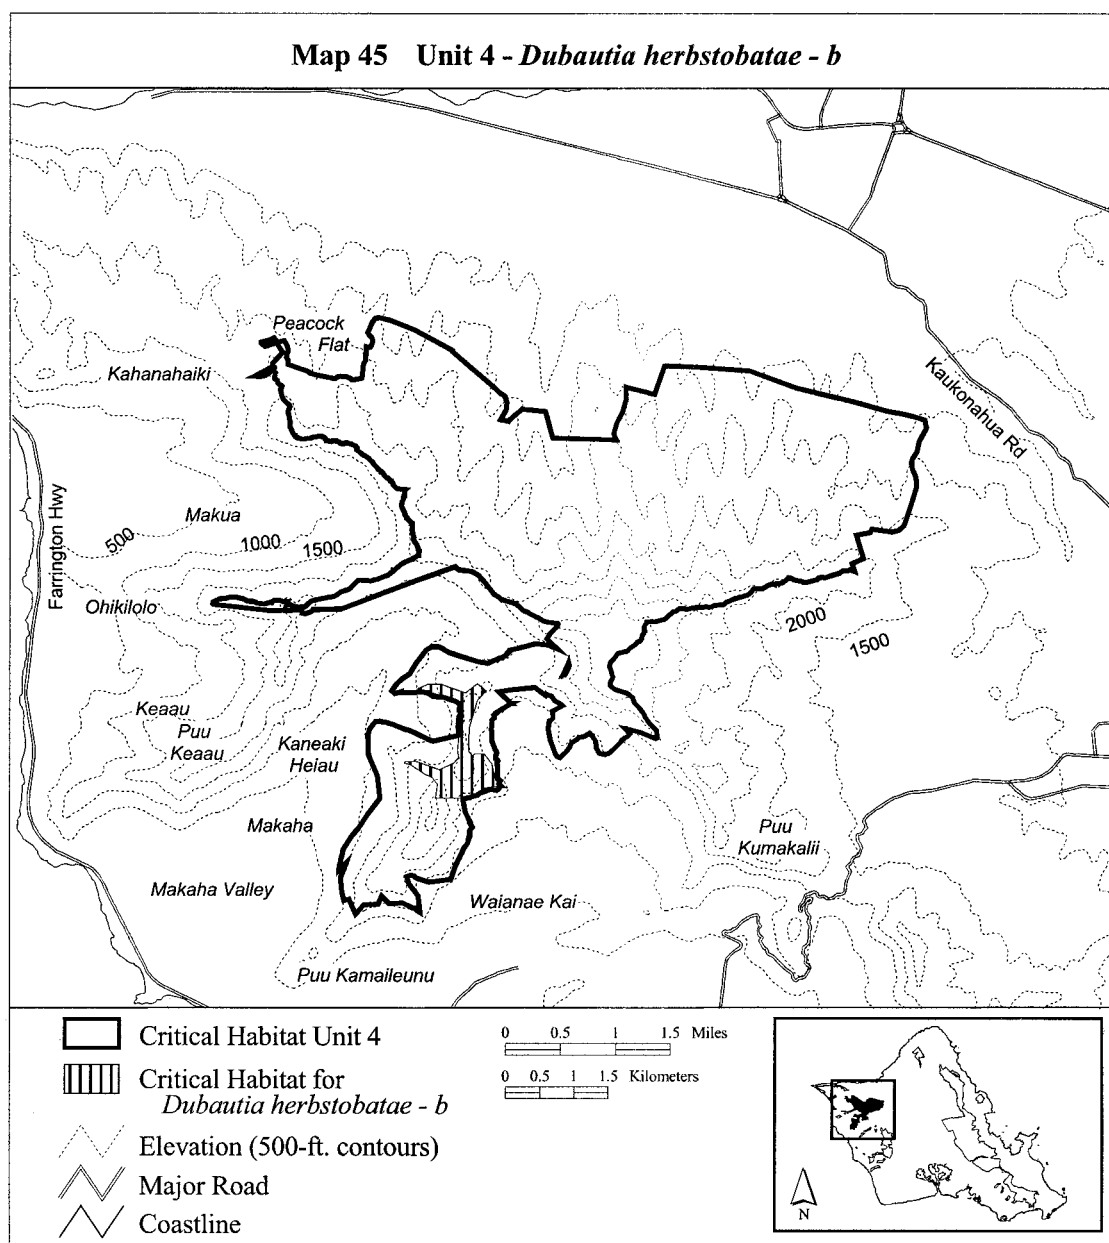 Map 45 Unit 4 - Dubautia herbstobatae - b
Peacock
Flat
Kahanahaiki
Kaukonahua Rd
Farrington Hwy
Makua
500
1000
1500
Ohikilolo
2000
1500
Keaau
Puu
Keaau
Kaneaki
Heiau
Makaha
Puu
Kumakalii
Makaha Valley
Waianae Kai
Puu Kamaileunu
Critical Habitat Unit 4
Critical Habitat for
Dubautia herbstobatae - b
Elevation (500-ft. contours)
Major Road
Coastline
0 0.5 1 1.5 Miles
0 0.5 1 1.5 Kilometers
N